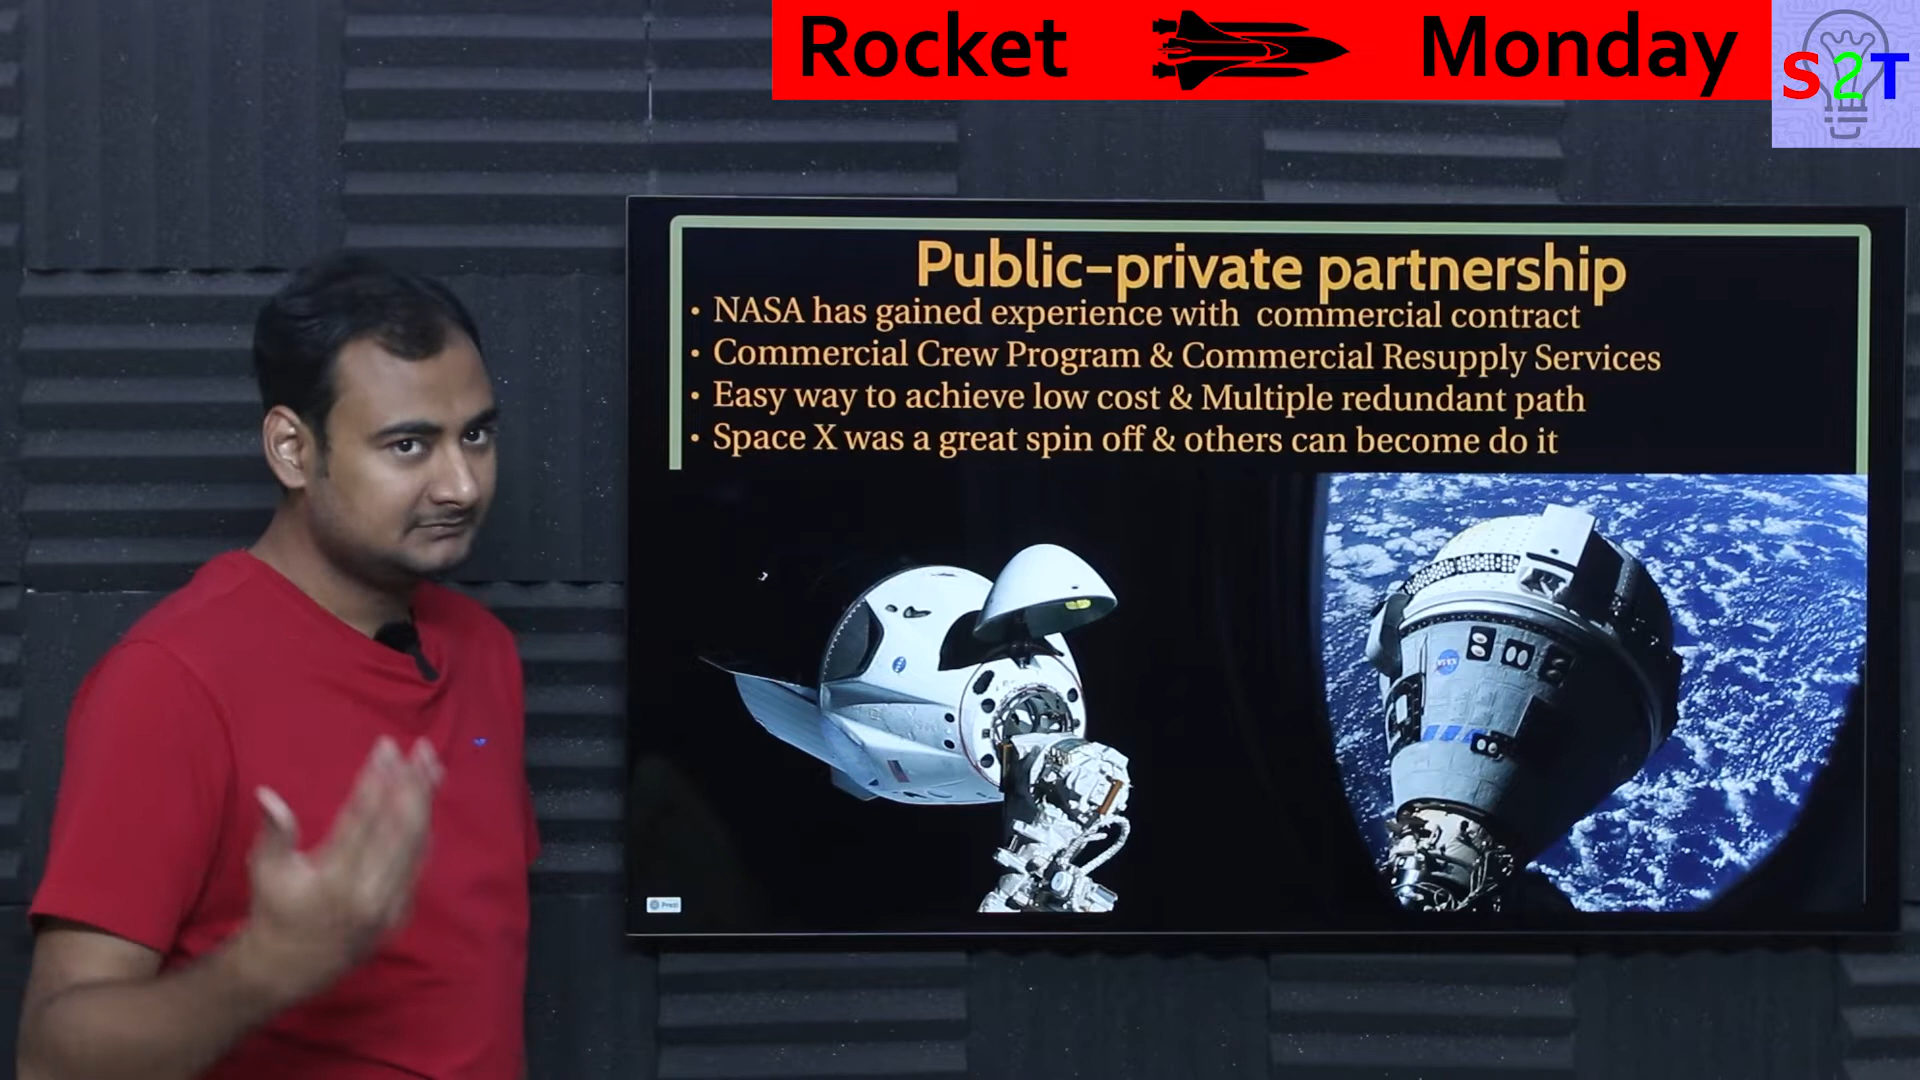 Rocket Monday
S2T
Public-private partnership
• NASA has gained experience with commercial contract
• Commercial Crew Program & Commercial Resupply Services
• Easy way to achieve low cost & Multiple redundant path
• Space X was a great spin off & others can become do it
Prezi